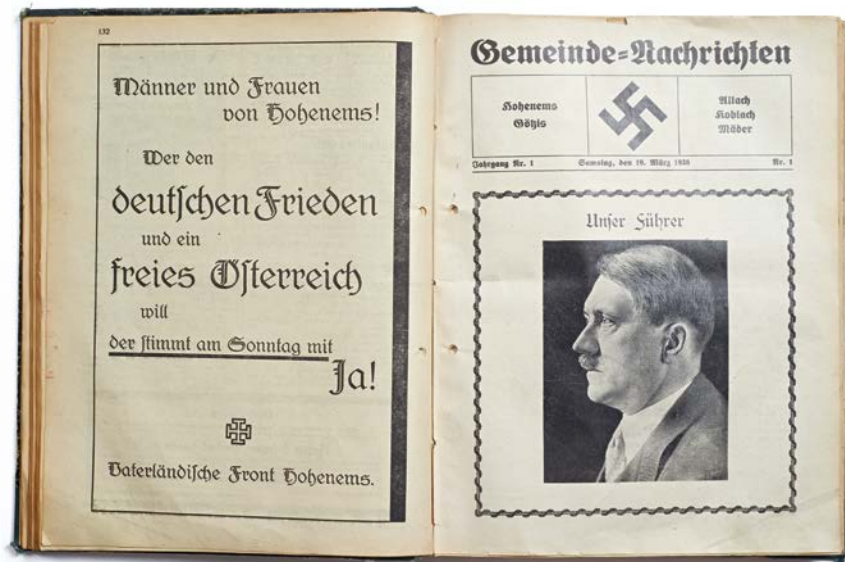 132
Männer und Frauen
von Hohenems!
Wer den
deutschen Frieden
und ein
freies Österreich
will
der stimmt am Sonntag mit
Ja!
Vaterländische Front Hohenems.
Gemeinde=Nachrichten
Hohenems
Götzis
Altach
Koblach
Mäder
Jahrgang Nr. 1 Samstag, den 19. März 1938 Nr. 1
Unser Führer